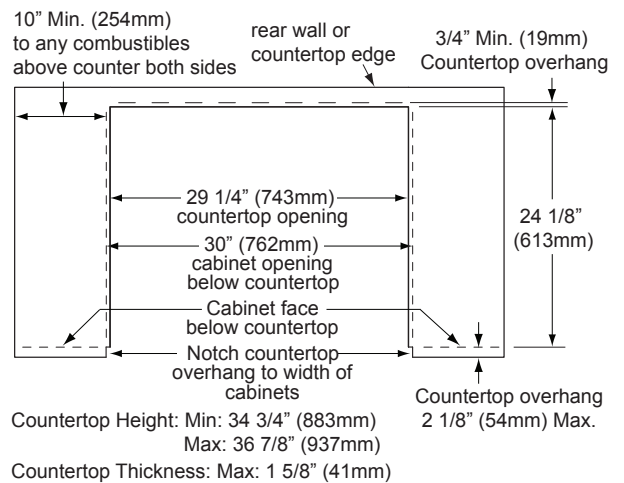 10” Min. (254mm)
to any combustibles
above counter both sides
rear wall or
countertop edge
3/4” Min. (19mm)
Countertop overhang
29 1/4” (743mm)
countertop opening
30” (762mm)
cabinet opening
below countertop
24 1/8”
(613mm)
Cabinet face
below countertop
Notch countertop
overhang to width of
cabinets
Countertop overhang
2 1/8” (54mm) Max.
Countertop Height: Min: 34 3/4” (883mm)
Max: 36 7/8” (937mm)
Countertop Thickness: Max: 1 5/8” (41mm)